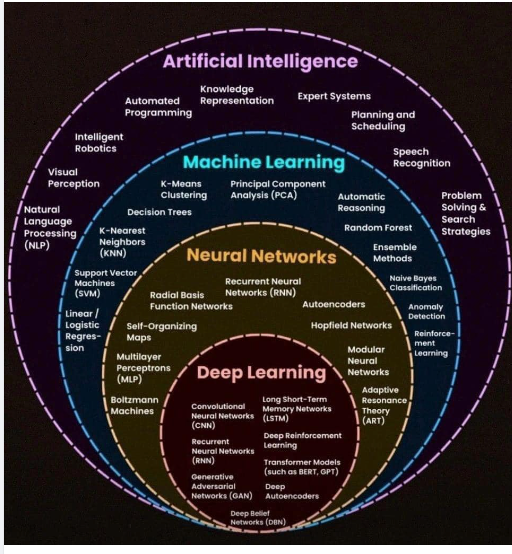 Artificial Intelligence
Knowledge
Representation
Expert Systems
Automated
Programming
Planning and
Scheduling
Intelligent
Robotics
Speech
Recognition
Visual
Perception
Problem
Solving &
Search
Strategies
Natural
Language
Processing
(NLP)
Machine Learning
K-Means
Clustering
Principal Component
Analysis (PCA)
Automatic
Reasoning
Decision Trees
Random Forest
K-Nearest
Neighbors
(KNN)
Ensemble
Methods
Support Vector
Machines
(SVM)
Naive Bayes
Classification
Anomaly
Detection
Linear /
Logistic
Regres-
sion
Reinforce-
ment
Learning
Neural Networks
Recurrent Neural
Networks (RNN)
Radial Basis
Function Networks
Autoencoders
Self-Organizing
Maps
Hopfield Networks
Multilayer
Perceptrons
(MLP)
Modular
Neural
Networks
Boltzmann
Machines
Adaptive
Resonance
Theory
(ART)
Deep Learning
Convolutional
Neural Networks
(CNN)
Long Short-Term
Memory Networks
(LSTM)
Recurrent
Neural Networks
(RNN)
Deep Reinforcement
Learning
Transformer Models
(such as BERT, GPT)
Generative
Adversarial
Networks (GAN)
Deep
Autoencoders
Deep Belief
Networks (DBN)